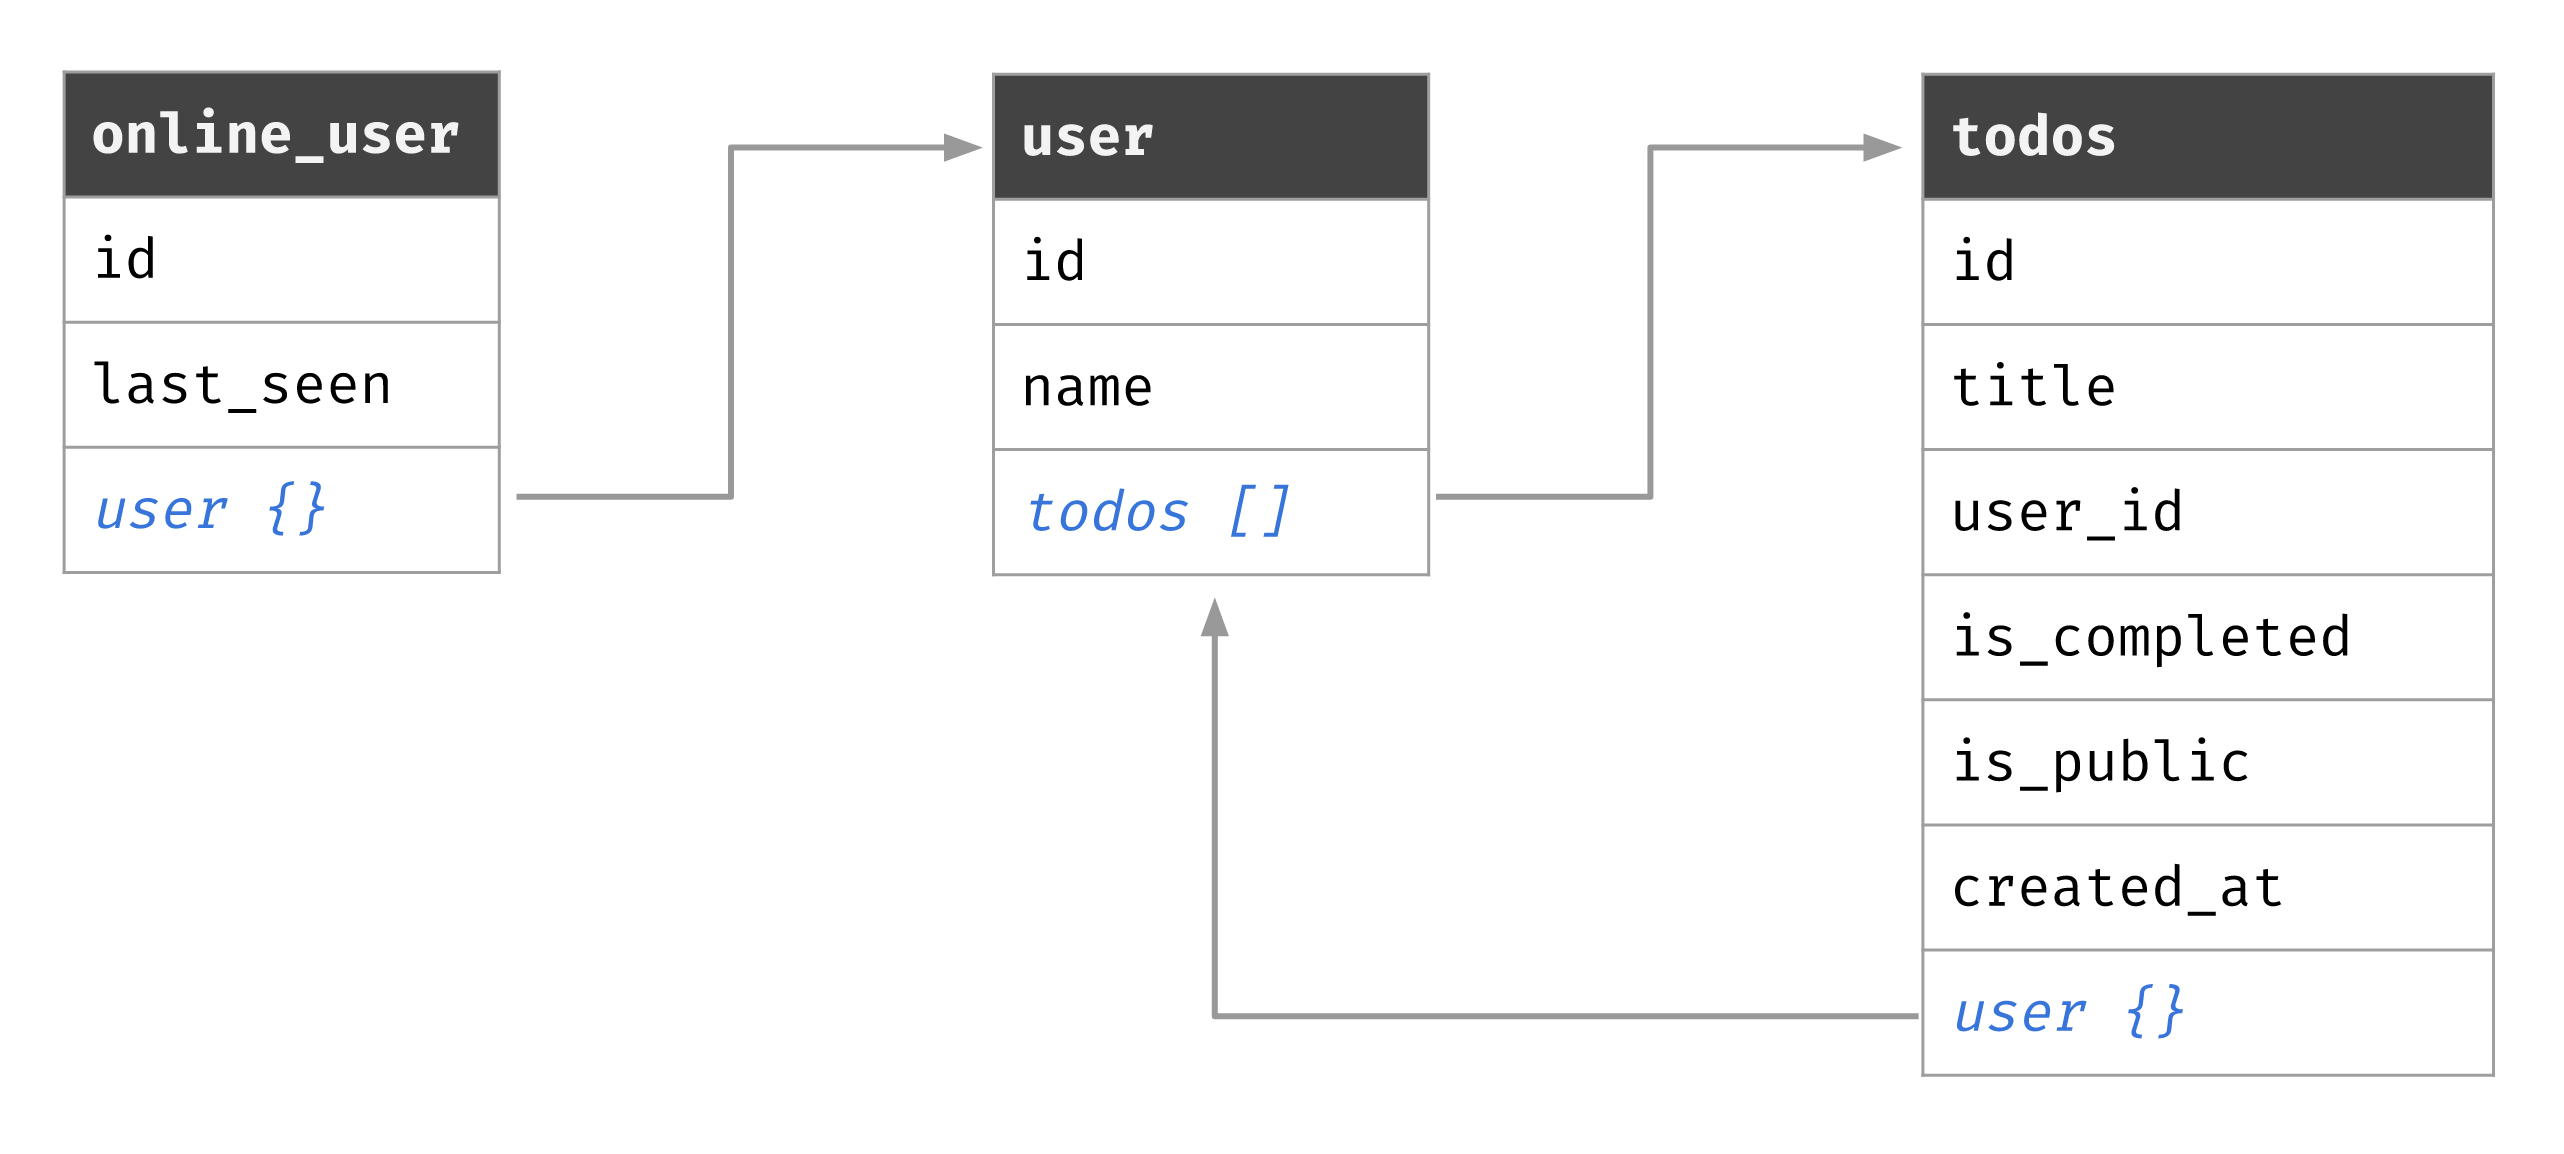 online_user
id
last_seen
user {}
user
id
name
todos []
todos
id
title
user_id
is_completed
is_public
created_at
user {}